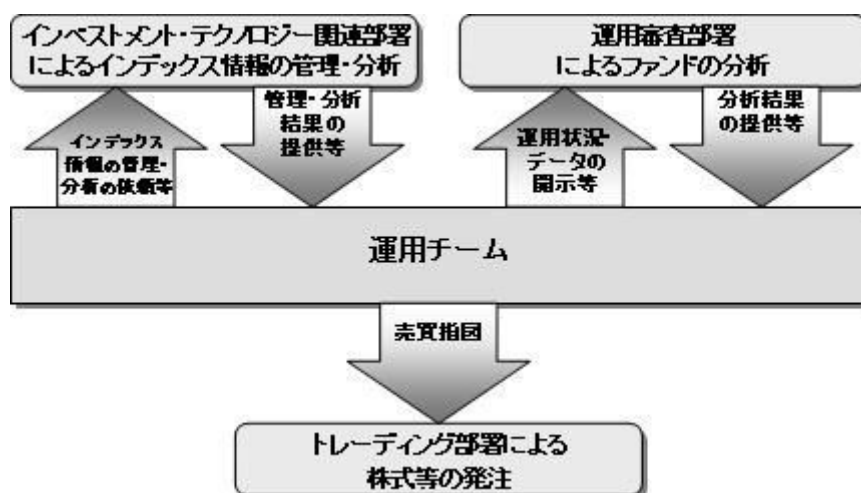 インベストメント・テクノロジー関連部署
によるインデックス情報の管理・分析
運用審査部署
によるファンドの分析
インデックス
情報の管理・
分析の依頼等
管理・分析
結果の
提供等
運用状況・
データの
開示等
分析結果
の提供等
運用チーム
売買指図
トレーディング部署による
株式等の発注